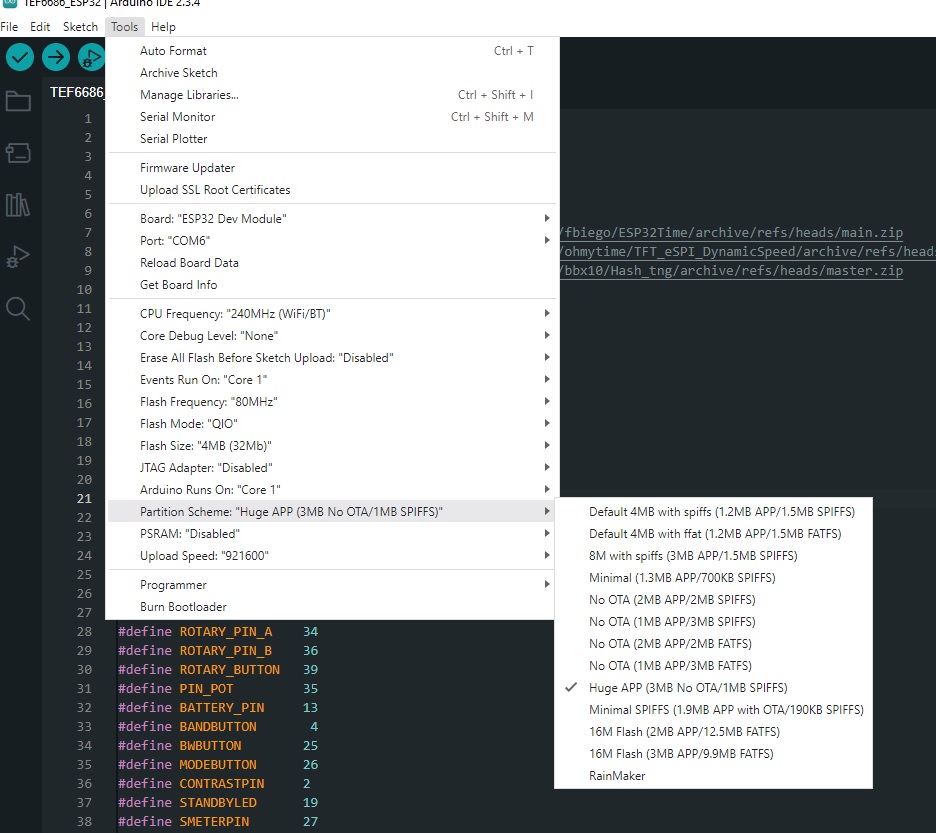 TEF6686_ESP32 | Arduino IDE 2.3.4
File Edit Sketch Tools Help
Auto Format Ctrl + T
Archive Sketch
Manage Libraries... Ctrl + Shift + I
Serial Monitor Ctrl + Shift + M
Serial Plotter
Firmware Updater
Upload SSL Root Certificates
Board: "ESP32 Dev Module"
Port: "COM6"
Reload Board Data
Get Board Info
CPU Frequency: "240MHz (WiFi/BT)"
Core Debug Level: "None"
Erase All Flash Before Sketch Upload: "Disabled"
Events Run On: "Core 1"
Flash Frequency: "80MHz"
Flash Mode: "QIO"
Flash Size: "4MB (32Mb)"
JTAG Adapter: "Disabled"
Arduino Runs On: "Core 1"
Partition Scheme: "Huge APP (3MB No OTA/1MB SPIFFS)"
PSRAM: "Disabled"
Upload Speed: "921600"
Programmer
Burn Bootloader
Default 4MB with spiffs (1.2MB APP/1.5MB SPIFFS)
Default 4MB with ffat (1.2MB APP/1.5MB FATFS)
8M with spiffs (3MB APP/1.5MB SPIFFS)
Minimal (1.3MB APP/700KB SPIFFS)
No OTA (2MB APP/2MB SPIFFS)
No OTA (1MB APP/3MB SPIFFS)
No OTA (2MB APP/2MB FATFS)
No OTA (1MB APP/3MB FATFS)
Huge APP (3MB No OTA/1MB SPIFFS)
Minimal SPIFFS (1.9MB APP with OTA/190KB SPIFFS)
16M Flash (2MB APP/12.5MB FATFS)
16M Flash (3MB APP/9.9MB FATFS)
RainMaker
TEF6686_
1
2
3
4
5
6
7 /fbiego/ESP32Time/archive/refs/heads/main.zip
8 /ohmytime/TFT_eSPI_DynamicSpeed/archive/refs/heads
9 /bbx10/Hash_tng/archive/refs/heads/master.zip
10
11
12
13
14
15
16
17
18
19
20
21
22
23
24
25
26
27
28 #define ROTARY_PIN_A 34
29 #define ROTARY_PIN_B 36
30 #define ROTARY_BUTTON 39
31 #define PIN_POT 35
32 #define BATTERY_PIN 13
33 #define BANDBUTTON 4
34 #define BWBUTTON 25
35 #define MODEBUTTON 26
36 #define CONTRASTPIN 2
37 #define STANDBYLED 19
38 #define SMETERPIN 27